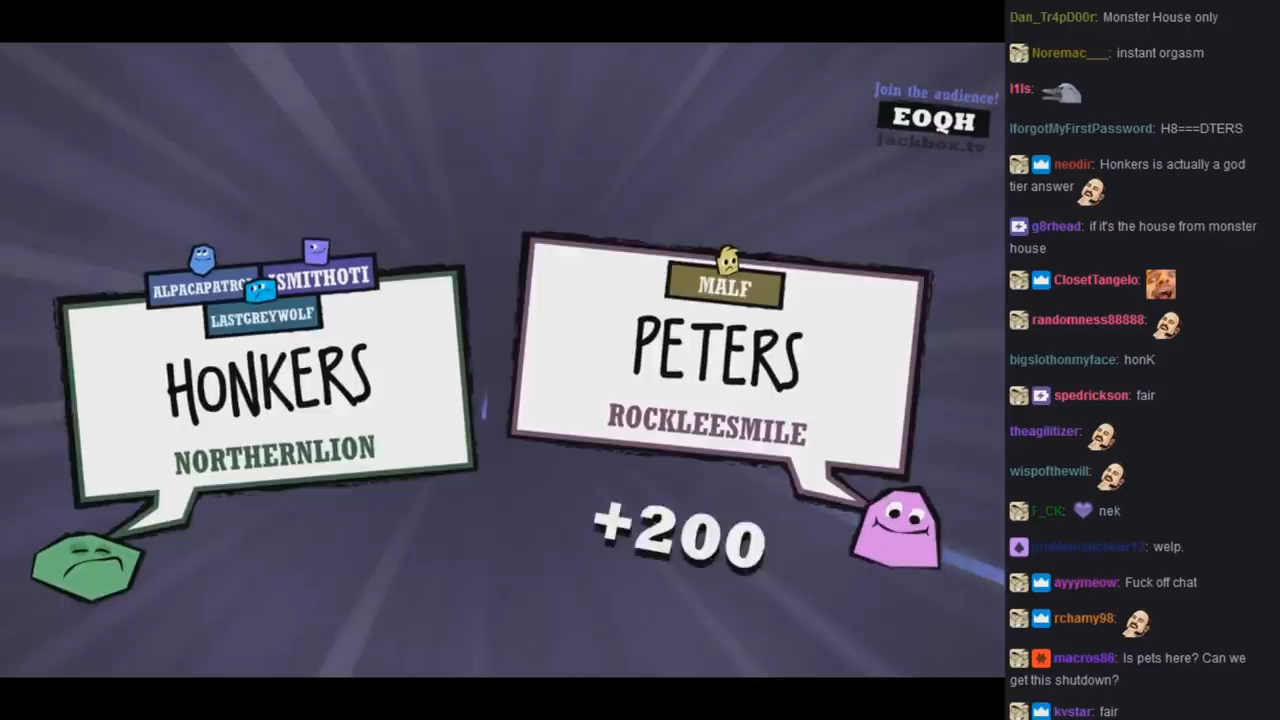 Join the audience!
EOQH
jackbox.tv
ALPACAPATRO
ISMITHOTI
LASTGREYWOLF
HONKERS
NORTHERNLION
MALF
PETERS
ROCKLEESMILE
+200
Dan_Tr4pD00r: Monster House only
Noremac___: instant orgasm
l1ls:
IforgotMyFirstPassword: H8===DTERS
neodir: Honkers is actually a god
tier answer
g8rhead: if it's the house from monster
house
ClosetTangelo:
randomness88888:
bigslothonmyface: honK
spedrickson: fair
theagilitizer:
wispofthewill:
F_CK: nek
welp.
ayyymeow: Fuck off chat
rchamy98:
macros86: Is pets here? Can we
get this shutdown?
kvstar: fair